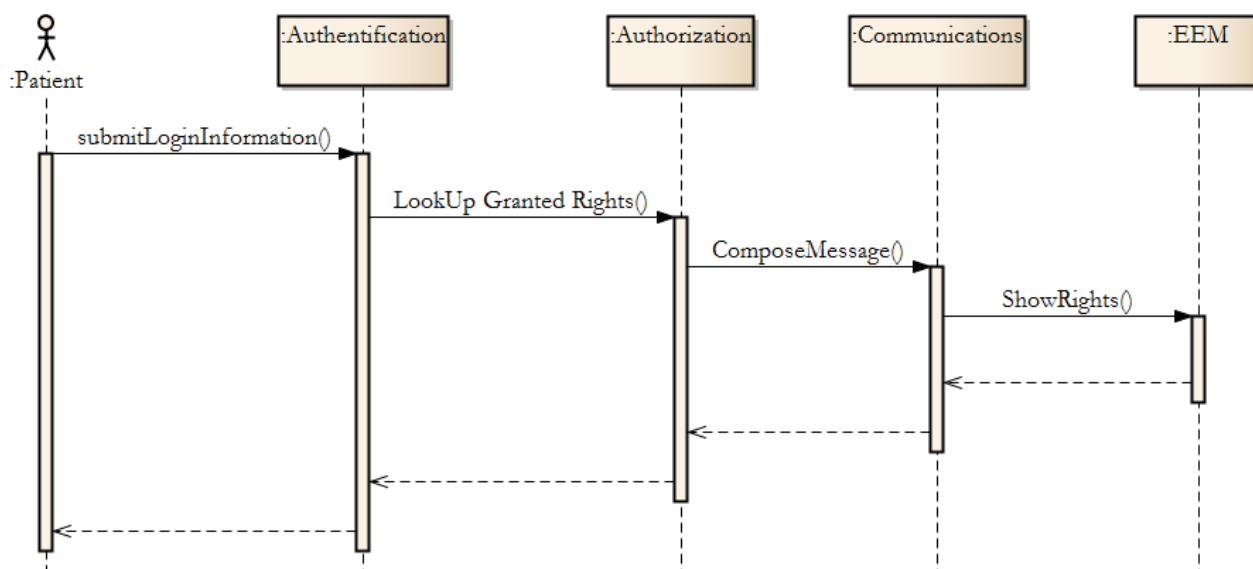 :Authentification
:Authorization
:Communications
:EEM
:Patient
submitLoginInformation()
LookUp Granted Rights()
ComposeMessage()
ShowRights()